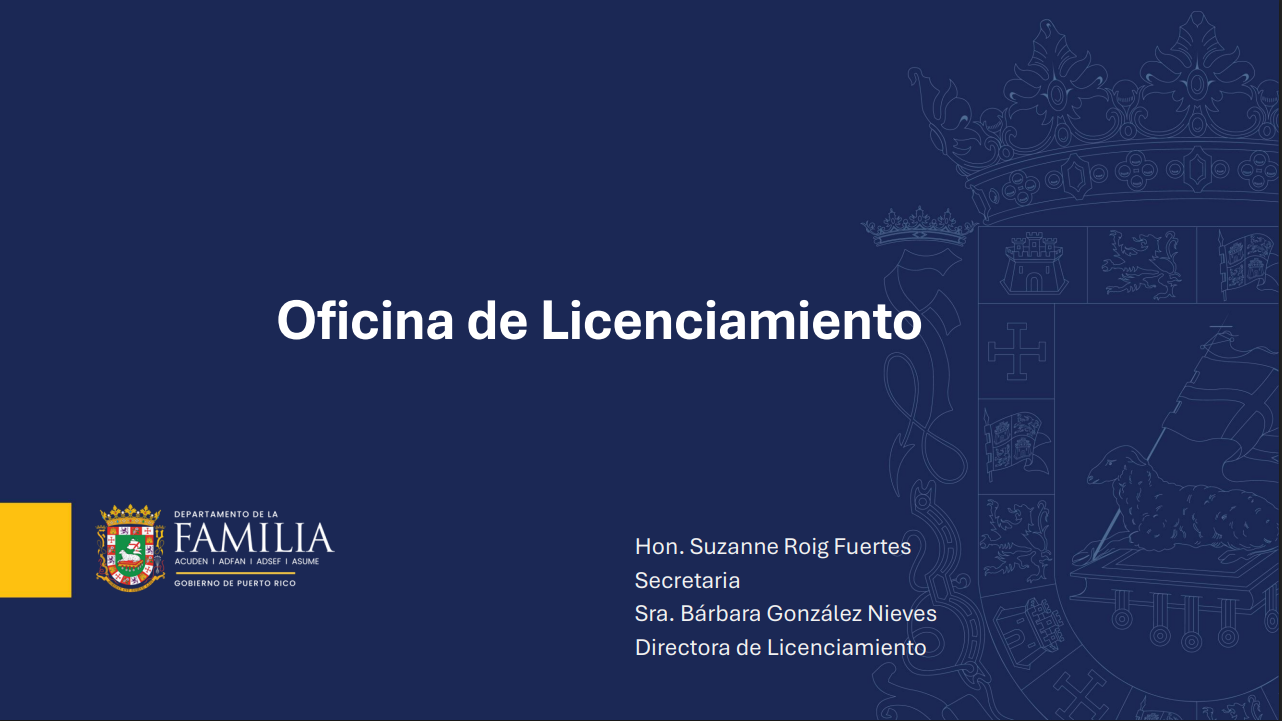 Oficina de Licenciamiento
DEPARTAMENTO DE LA
FAMILIA
ACUDEN | ADFAN | ADSEF | ASUME
GOBIERNO DE PUERTO RICO
Hon. Suzanne Roig Fuertes
Secretaria
Sra. Bárbara González Nieves
Directora de Licenciamiento